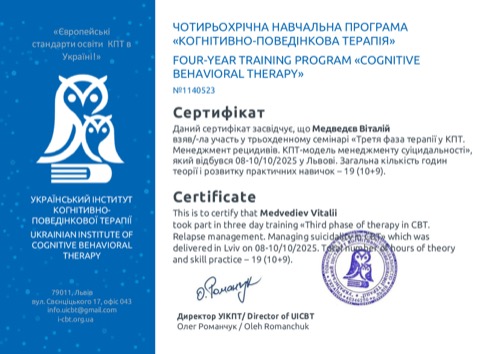 «Європейські
стандарти освіти КПТ в
Україні!»
УКРАЇНСЬКИЙ ІНСТИТУТ
КОГНІТИВНО-
ПОВЕДІНКОВОЇ ТЕРАПІЇ
UKRAINIAN INSTITUTE OF
COGNITIVE BEHAVIORAL
THERAPY
79011, Львів
вул. Свєнціцького 17, офіс 043
info.uicbt@gmail.com
i-cbt.org.ua
ЧОТИРЬОХРІЧНА НАВЧАЛЬНА ПРОГРАМА
«КОГНІТИВНО-ПОВЕДІНКОВА ТЕРАПІЯ»
FOUR-YEAR TRAINING PROGRAM «COGNITIVE
BEHAVIORAL THERAPY»
№1140523
Сертифікат
Даний сертифікат засвідчує, що Медведєв Віталій
взяв/-ла участь у трьохденному семінарі «Третя фаза терапії у КПТ.
Менеджмент рецидивів. КПТ-модель менеджменту суїцидальності»,
який відбувся 08-10/10/2025 у Львові. Загальна кількість годин
теорії і розвитку практичних навичок – 19 (10+9).
Certificate
This is to certify that Medvediev Vitalii
took part in three day training «Third phase of therapy in CBT.
Relapse management. Managing suicidality in CBT» which was
delivered in Lviv on 08-10/10/2025. Total number of hours of theory
and skill practice – 19 (10+9).
О. Романчук
Директор УІКПТ/ Director of UICBT
Олег Романчук / Oleh Romanchuk